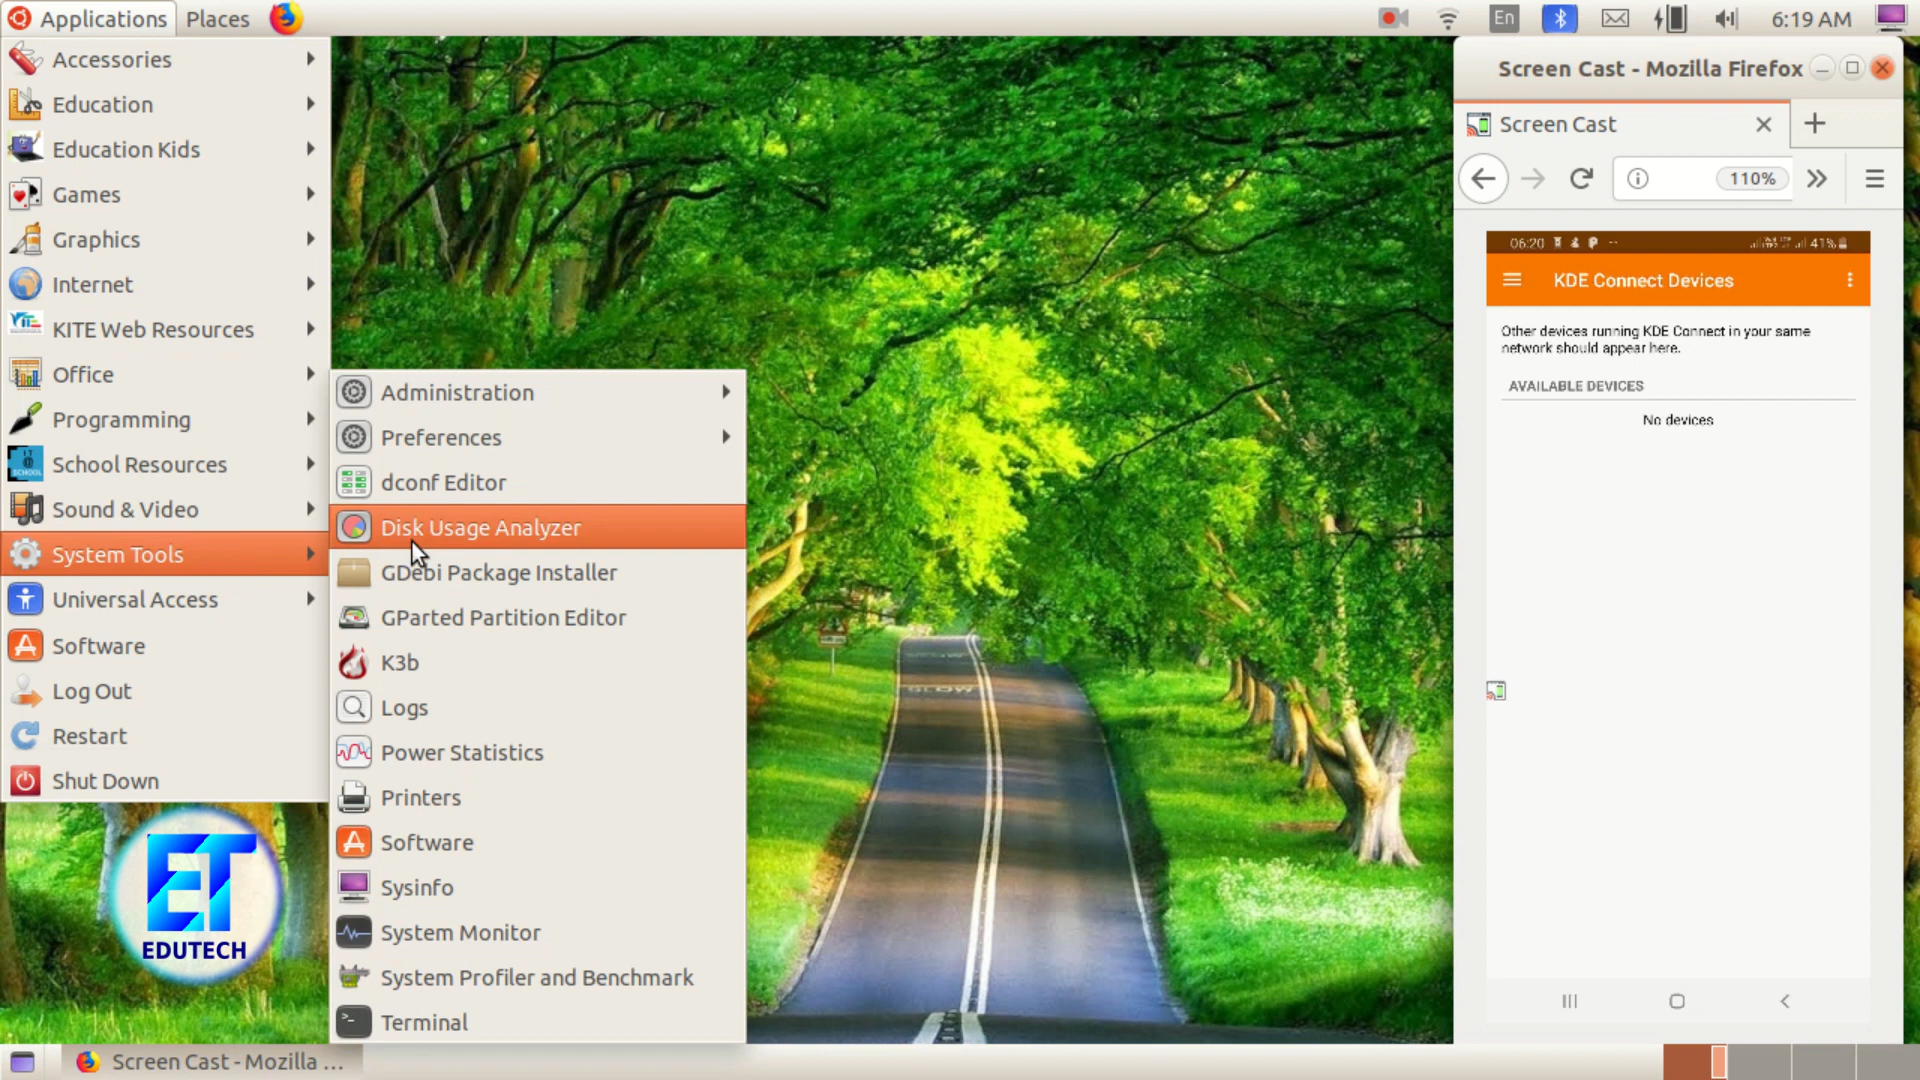 Applications Places
En
6:19 AM
Accessories
Education
Education Kids
Games
Graphics
Internet
KITE Web Resources
Office
Programming
School Resources
Sound & Video
System Tools
Universal Access
Software
Log Out
Restart
Shut Down
Administration
Preferences
dconf Editor
Disk Usage Analyzer
GDebi Package Installer
GParted Partition Editor
K3b
Logs
Power Statistics
Printers
Software
Sysinfo
System Monitor
System Profiler and Benchmark
Terminal
ET
EDUTECH
SLOW
Screen Cast - Mozilla Firefox
Screen Cast
110%
06:20
41%
KDE Connect Devices
Other devices running KDE Connect in your same
network should appear here.
AVAILABLE DEVICES
No devices
Screen Cast - Mozilla ...